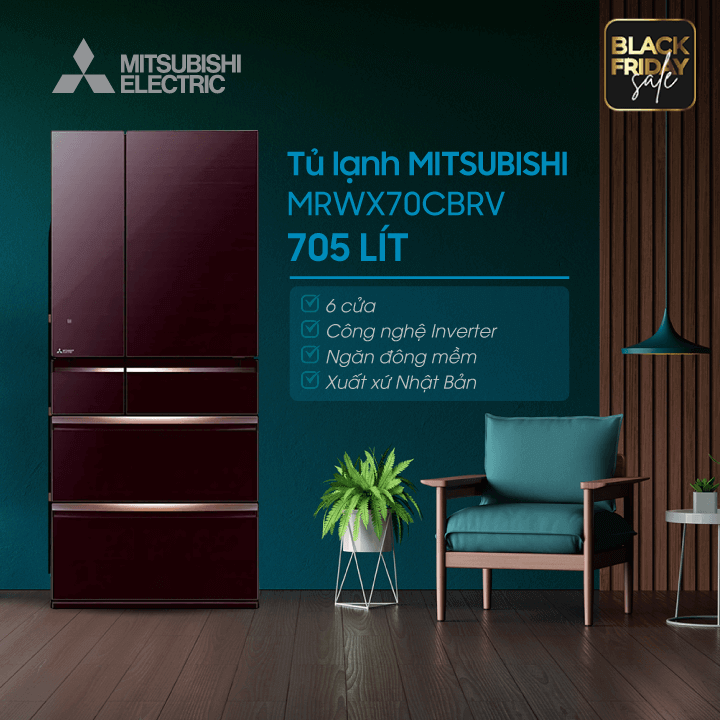 MITSUBISHI
ELECTRIC
BLACK
FRIDAY
sale
Tủ lạnh MITSUBISHI
MRWX70CBRV
705 LÍT
6 cửa
Công nghệ Inverter
Ngăn đông mềm
Xuất xứ Nhật Bản